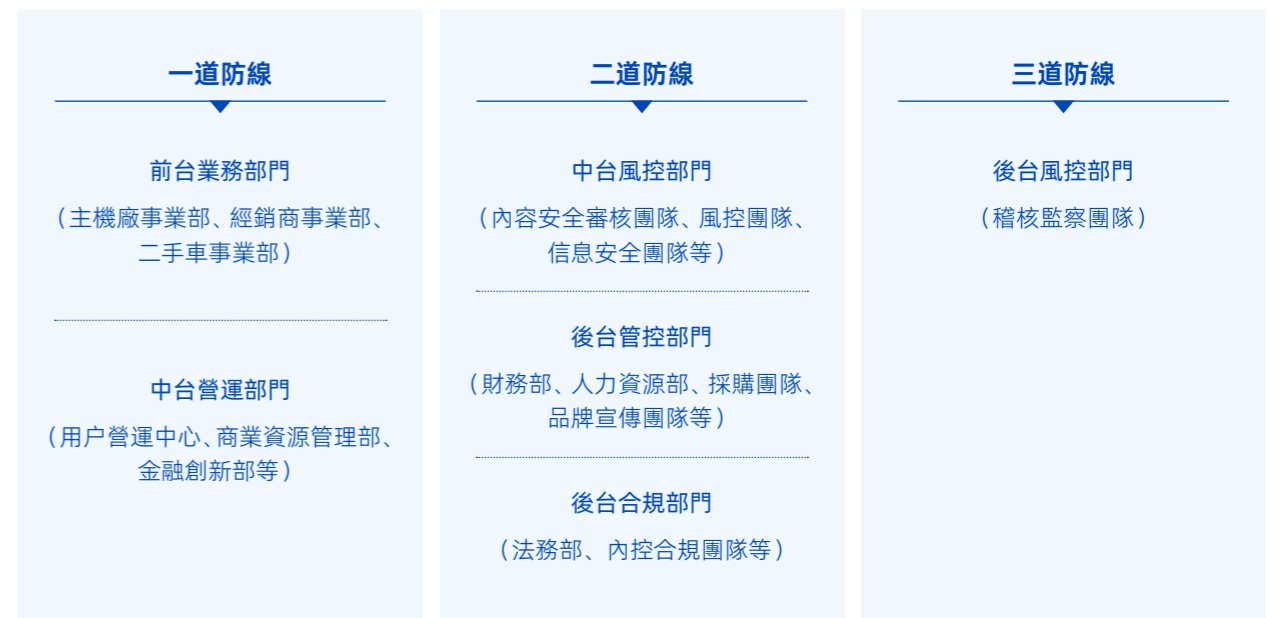 一道防線
前台業務部門
（主機廠事業部、經銷商事業部、
二手車事業部）
中台營運部門
（用户營運中心、商業資源管理部、
金融創新部等）
二道防線
中台風控部門
（內容安全審核團隊、風控團隊、
信息安全團隊等）
後台管控部門
（財務部、人力資源部、採購團隊、
品牌宣傳團隊等）
後台合規部門
（法務部、內控合規團隊等）
三道防線
後台風控部門
（稽核監察團隊）